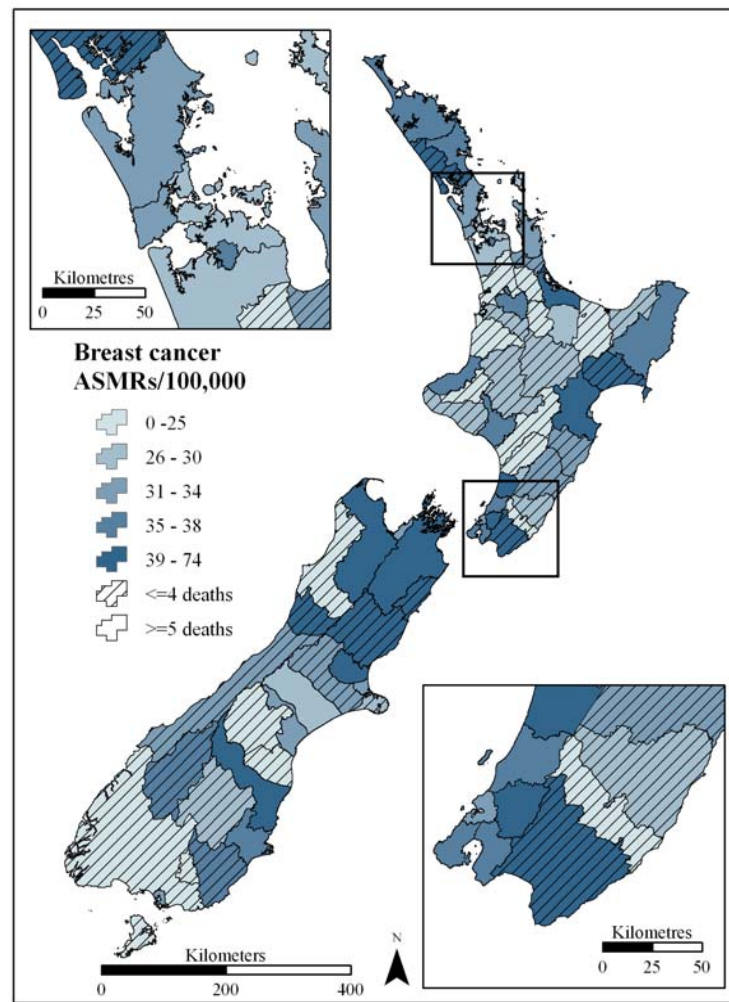 Kilometres
0 25 50
Breast cancer
ASMRs/100,000
0 -25
26 - 30
31 - 34
35 - 38
39 - 74
<=4 deaths
>=5 deaths
Kilometers
0 200 400
N
Kilometres
0 25 50